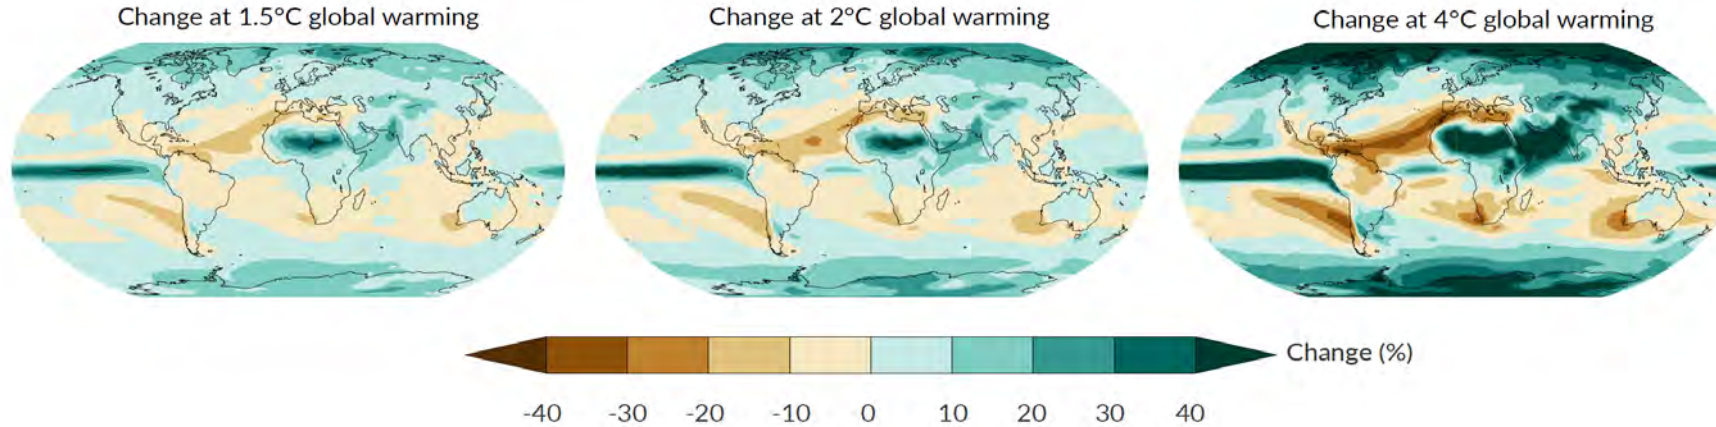 Change at 1.5°C global warming
Change at 2°C global warming
Change at 4°C global warming
Change (%)
-40 -30 -20 -10 0 10 20 30 40